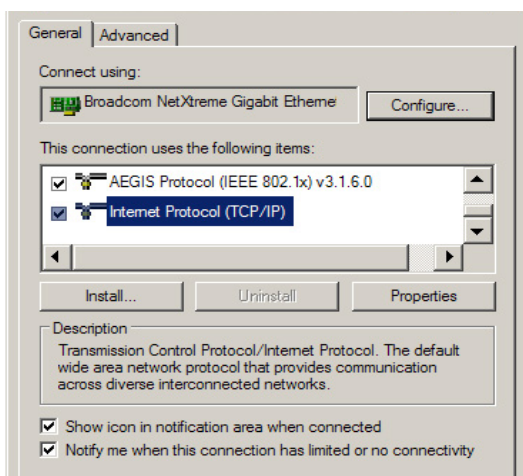 General Advanced
Connect using:
Broadcom NetXtreme Gigabit Ethernet Configure...
This connection uses the following items:
AEGIS Protocol (IEEE 802.1x) v3.1.6.0
Internet Protocol (TCP/IP)
Install... Uninstall Properties
Description
Transmission Control Protocol/Internet Protocol. The default
wide area network protocol that provides communication
across diverse interconnected networks.
Show icon in notification area when connected
Notify me when this connection has limited or no connectivity